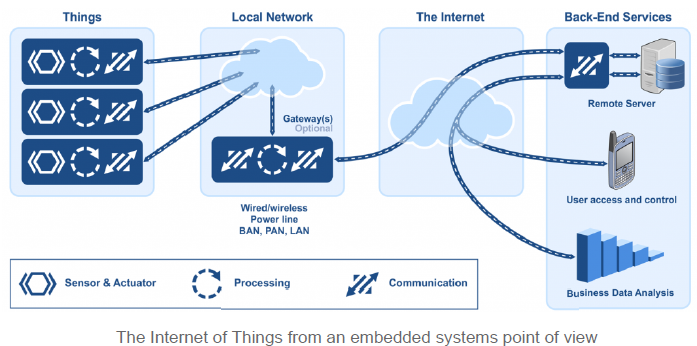 Things
Local Network
The Internet
Back-End Services
Gateway(s)
Optional
Wired/wireless
Power line
BAN, PAN, LAN
Remote Server
User access and control
Business Data Analysis
Sensor & Actuator
Processing
Communication
The Internet of Things from an embedded systems point of view